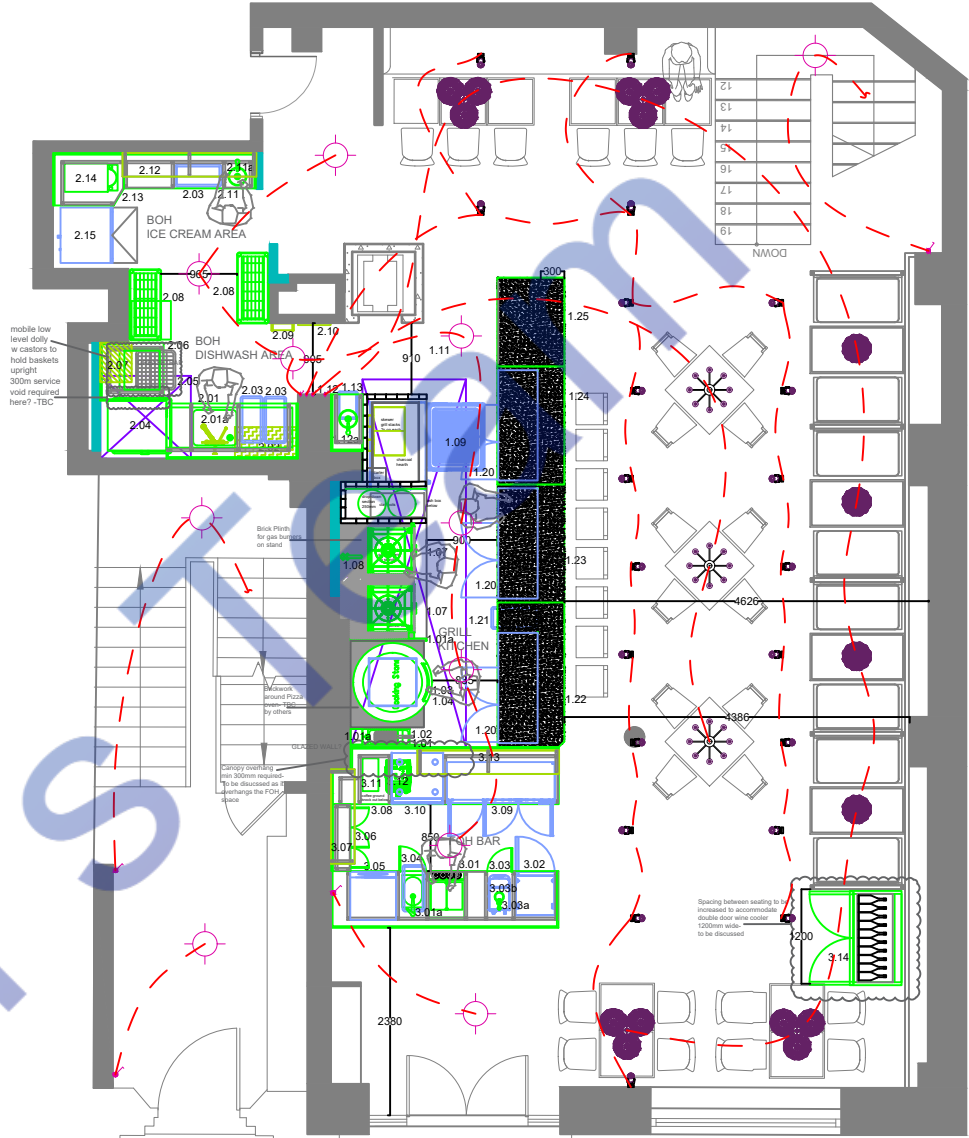 12
13
14
15
16
17
18
19
DOWN
2.14
2.12
2.11a
2.13
2.03
2.11
2.15
BOH
ICE CREAM AREA
965
2.08
2.08
300
1.25
2.09
2.10
2.06
BOH
DISHWASH AREA
905
910
1.11
mobile low
level dolly
w castors to
hold baskets
upright
300m service
void required
here? -TBC
2.07
2.05
2.01
2.03
2.03
1.13
2.04
2.01a
1.24
1.09
1.20
Brick Plinth
for gas burners
on stand
900
1.07
1.08
1.23
1.20
1.07
1.21
4626
1.01a
GRILL
KITCHEN
Cooking Stone
835
1.03
1.04
1.22
Brickwork
around Pizza
oven- TBC
by others
4386
1.20
1.01a
1.02
1.01
GLAZED WALL?
3.13
Canopy overhang
min 300mm required-
To be disucssed as it
overhangs the FOH
space
3.11
3.12
3.08
3.10
3.09
3.06
3.07
850
FOH BAR
3.05
3.04
3.01
3.03
3.02
3.03b
3.03a
3.01a
Spacing between seating to be
increased to accommodate
double door wine cooler
1200mm wide-
to be discussed
1200
3.14
2380
s Team